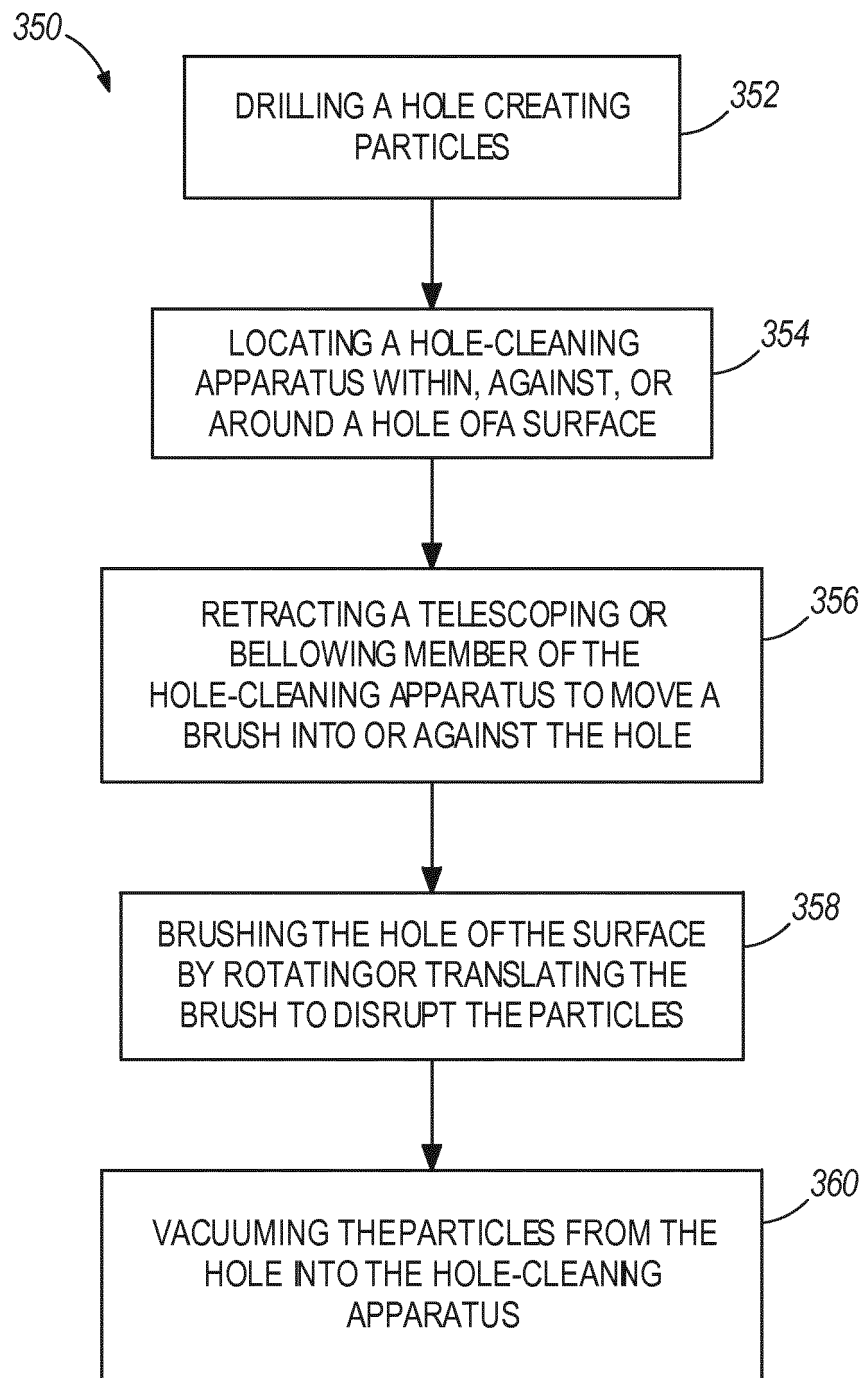 350
DRILLING A HOLE CREATING
PARTICLES
352
LOCATING A HOLE-CLEANING
APPARATUS WITHIN, AGAINST, OR
AROUND A HOLE OFA SURFACE
354
RETRACTING A TELESCOPING OR
BELLOWING MEMBER OF THE
HOLE-CLEANING APPARATUS TO MOVE A
BRUSH INTO OR AGAINST THE HOLE
356
BRUSHING THE HOLE OF THE SURFACE
BY ROTATING OR TRANSLATING THE
BRUSH TO DISRUPT THE PARTICLES
358
VACUUMING THEPARTICLES FROM THE
HOLE INTO THE HOLE-CLEANING
APPARATUS
360